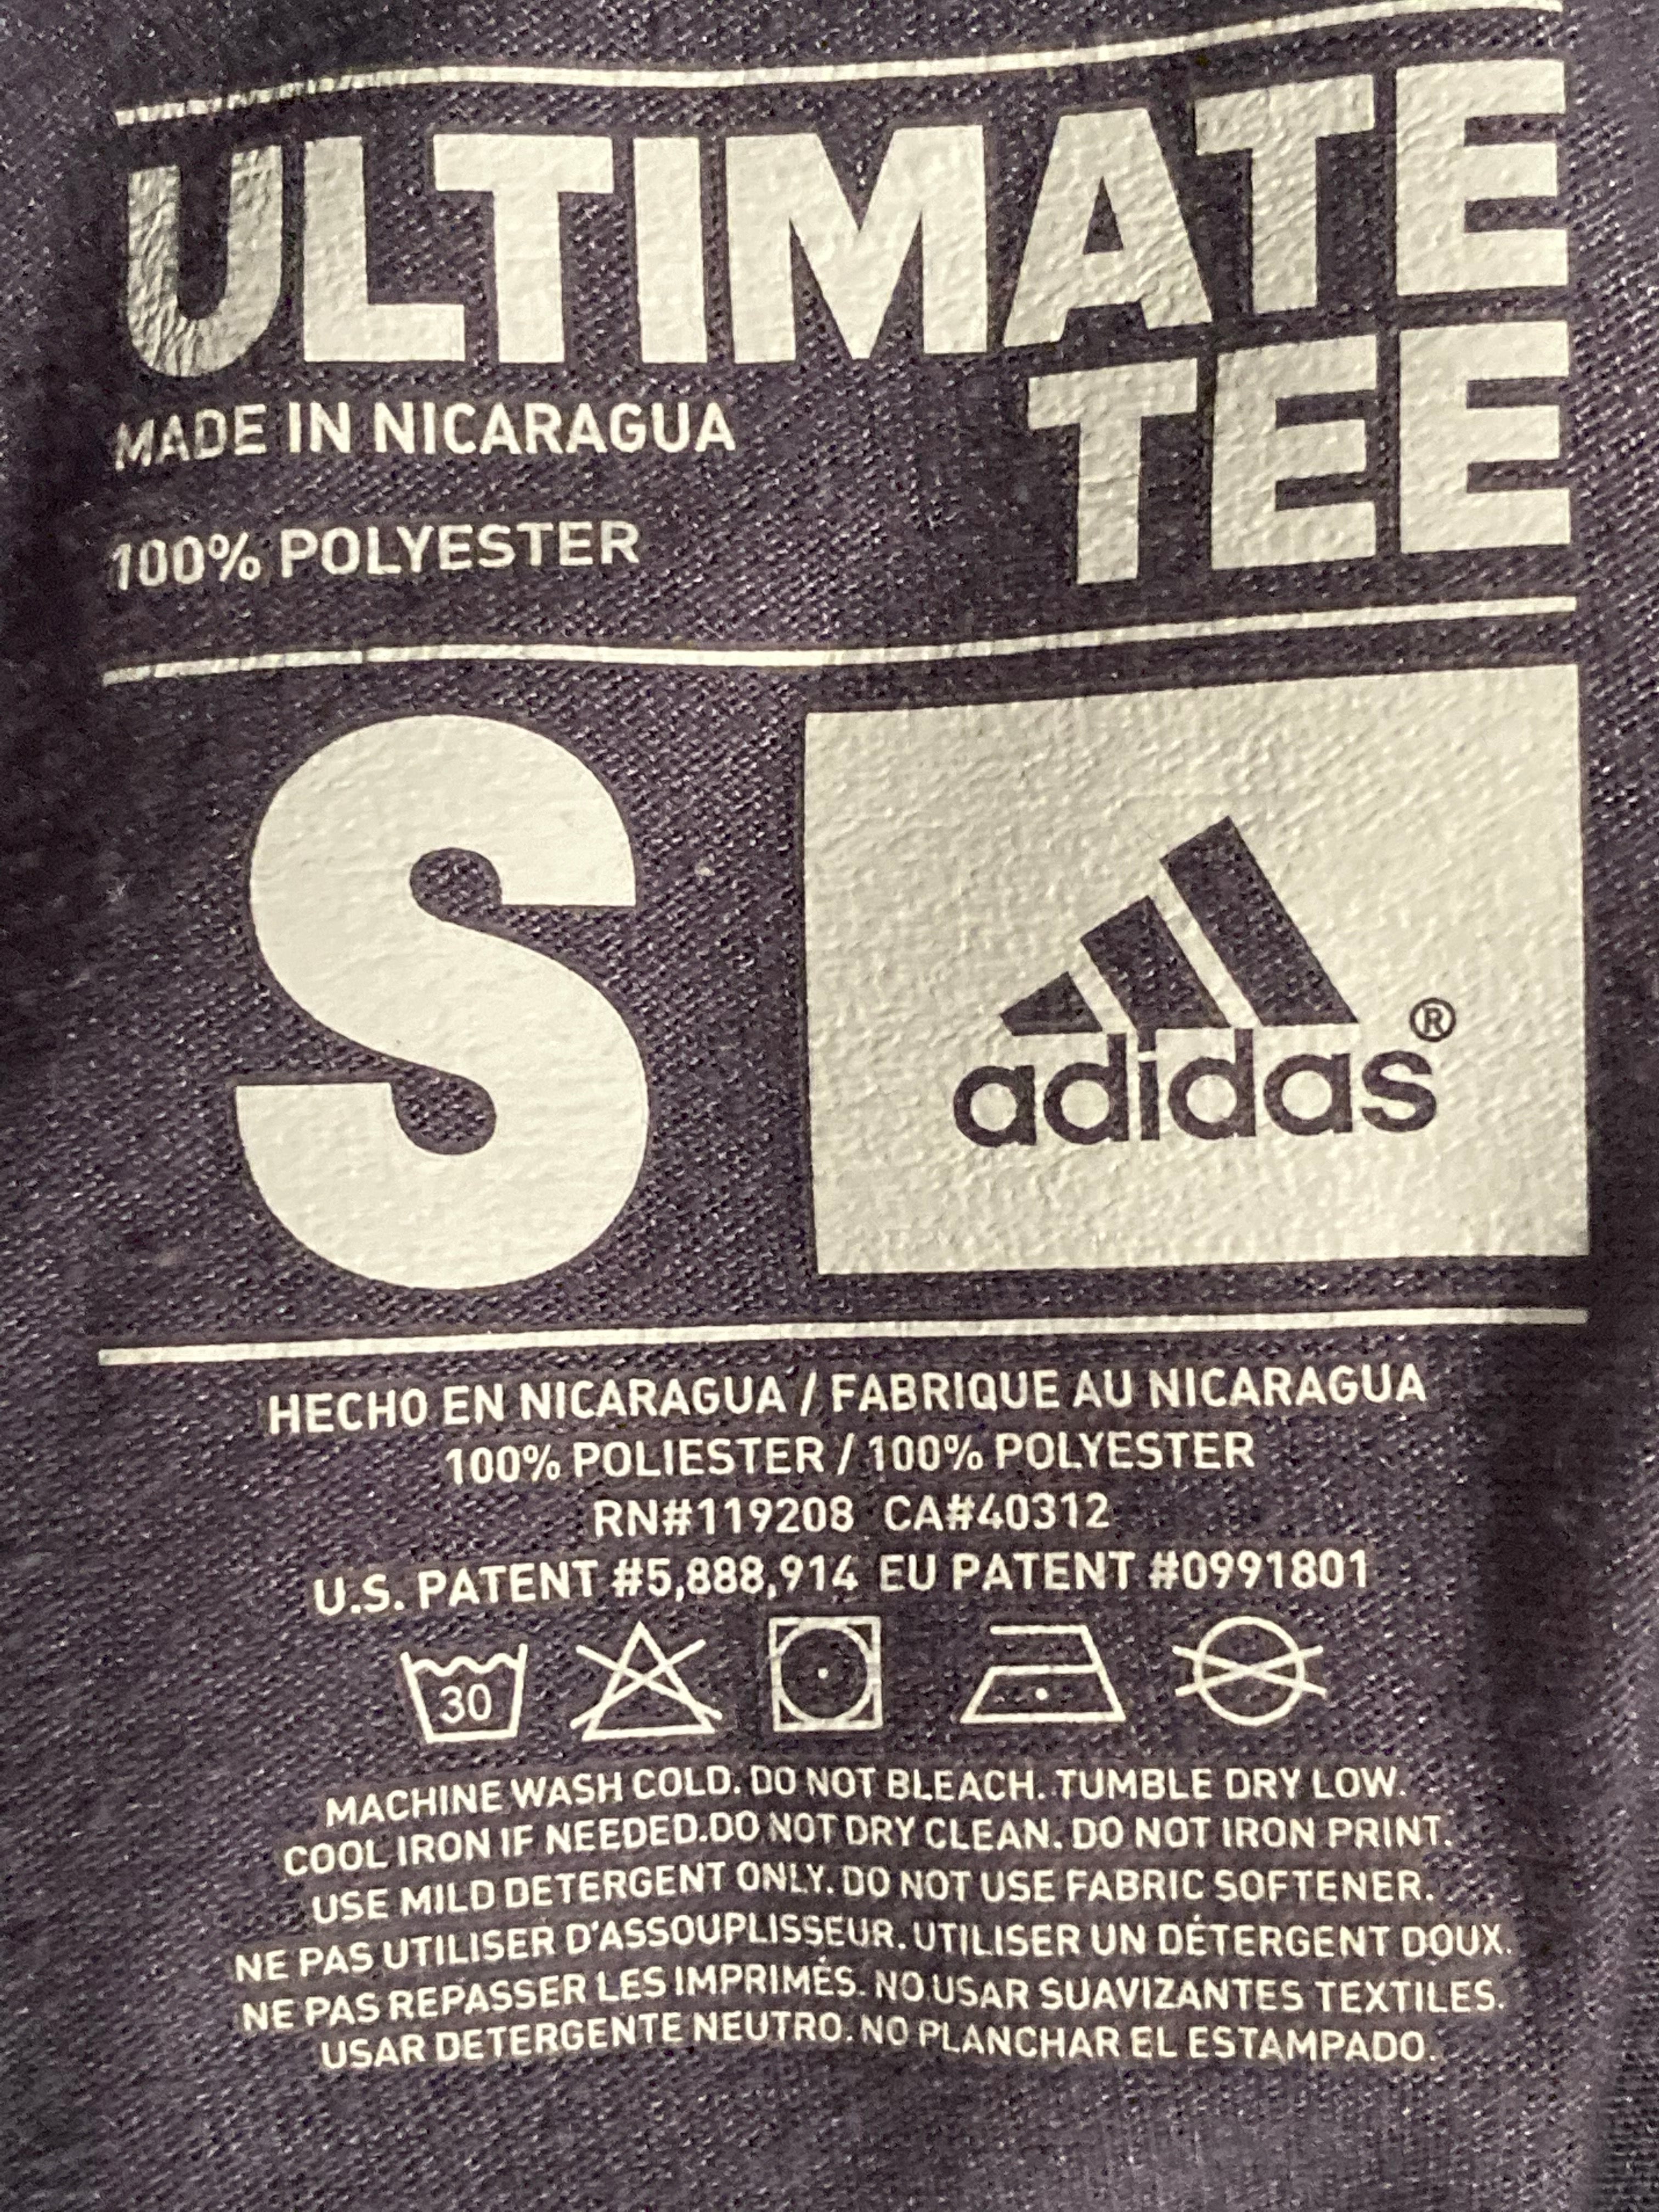 ULTIMATE
TEE
MADE IN NICARAGUA
100% POLYESTER
S
adidas®
HECHO EN NICARAGUA / FABRIQUE AU NICARAGUA
100% POLIESTER / 100% POLYESTER
RN#119208 CA#40312
U.S. PATENT #5,888,914 EU PATENT #0991801
30
MACHINE WASH COLD. DO NOT BLEACH. TUMBLE DRY LOW.
COOL IRON IF NEEDED.DO NOT DRY CLEAN. DO NOT IRON PRINT.
USE MILD DETERGENT ONLY. DO NOT USE FABRIC SOFTENER.
NE PAS UTILISER D'ASSOUPLISSEUR. UTILISER UN DÉTERGENT DOUX.
NE PAS REPASSER LES IMPRIMÉS. NO USAR SUAVIZANTES TEXTILES.
USAR DETERGENTE NEUTRO. NO PLANCHAR EL ESTAMPADO.